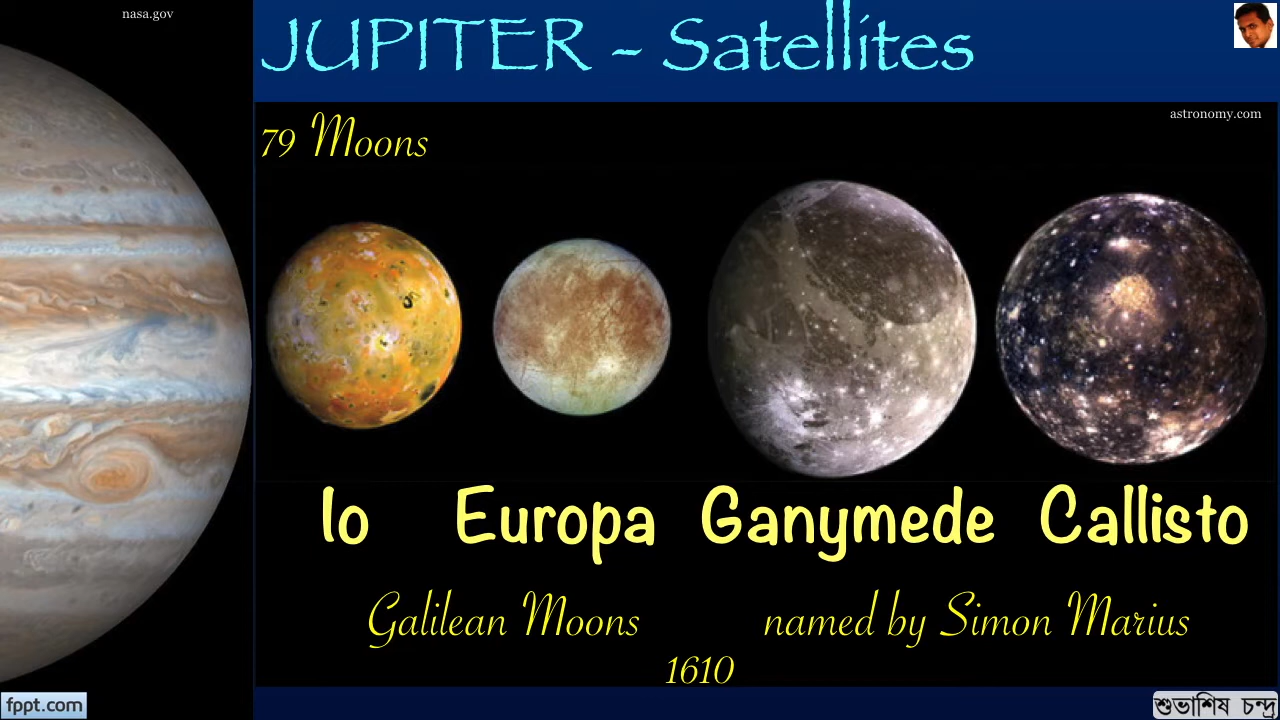 nasa.gov
JUPITER - Satellites
astronomy.com
79 Moons
Io Europa Ganymede Callisto
Galilean Moons named by Simon Marius
1610
fppt.com
শুভাশিষ চন্দ্র